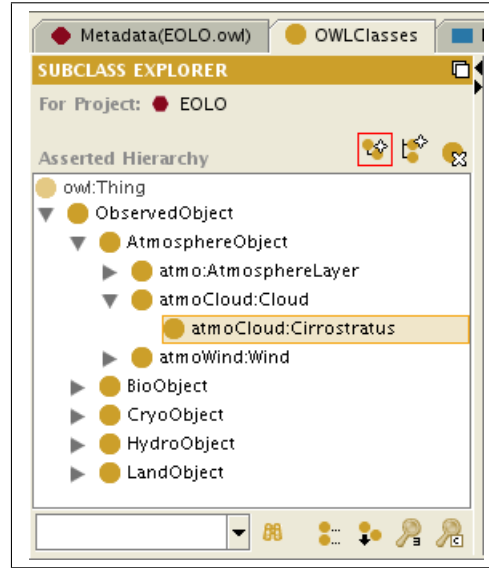 Metadata(EOLO.owl) OWLClasses
SUBCLASS EXPLORER
For Project: EOLO
Asserted Hierarchy
owl:Thing
ObservedObject
AtmosphereObject
atmo:AtmosphereLayer
atmoCloud:Cloud
atmoCloud:Cirrostratus
atmoWind:Wind
BioObject
CryoObject
HydroObject
LandObject